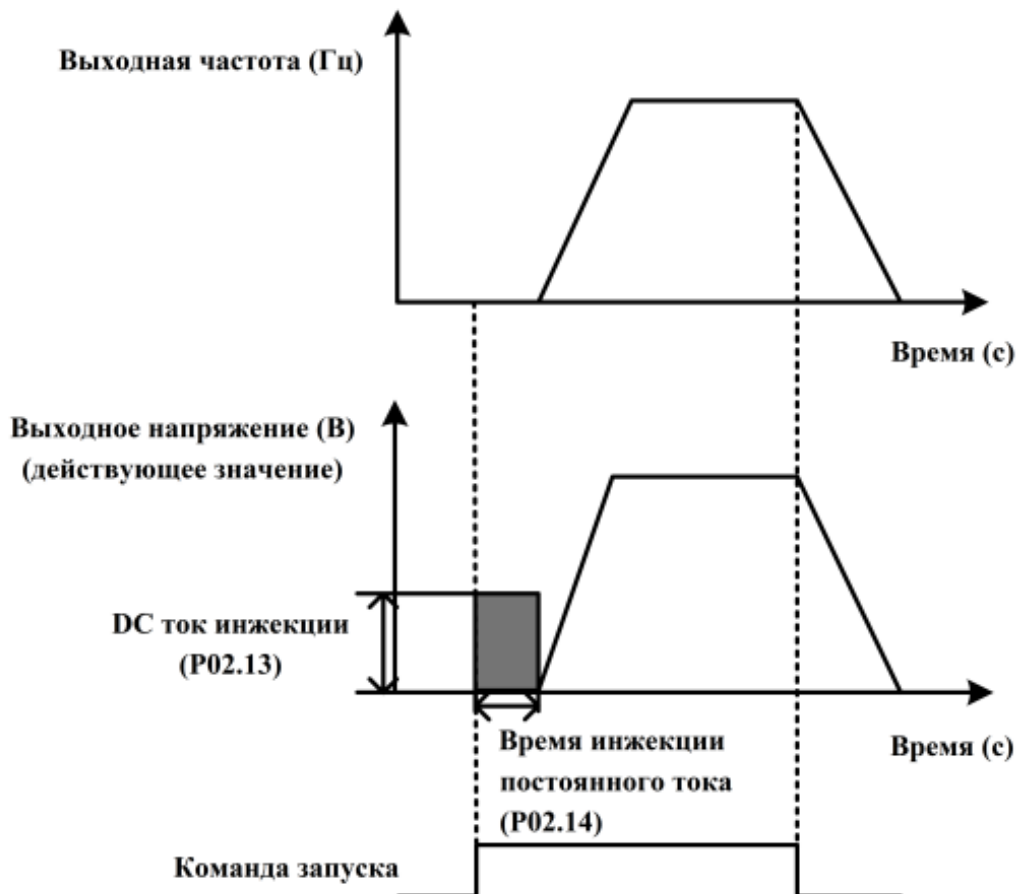 Выходная частота (Гц)
Время (с)
Выходное напряжение (В)
(действующее значение)
DC ток инжекции
(P02.13)
Время инжекции
постоянного тока
(P02.14)
Время (с)
Команда запуска